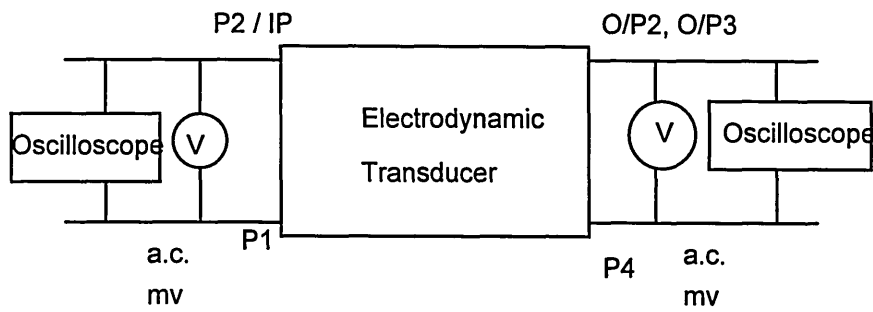 P2 / IP
O/P2, O/P3
Oscilloscope
V
Electrodynamic
Transducer
V
Oscilloscope
P1
a.c.
mv
P4
a.c.
mv